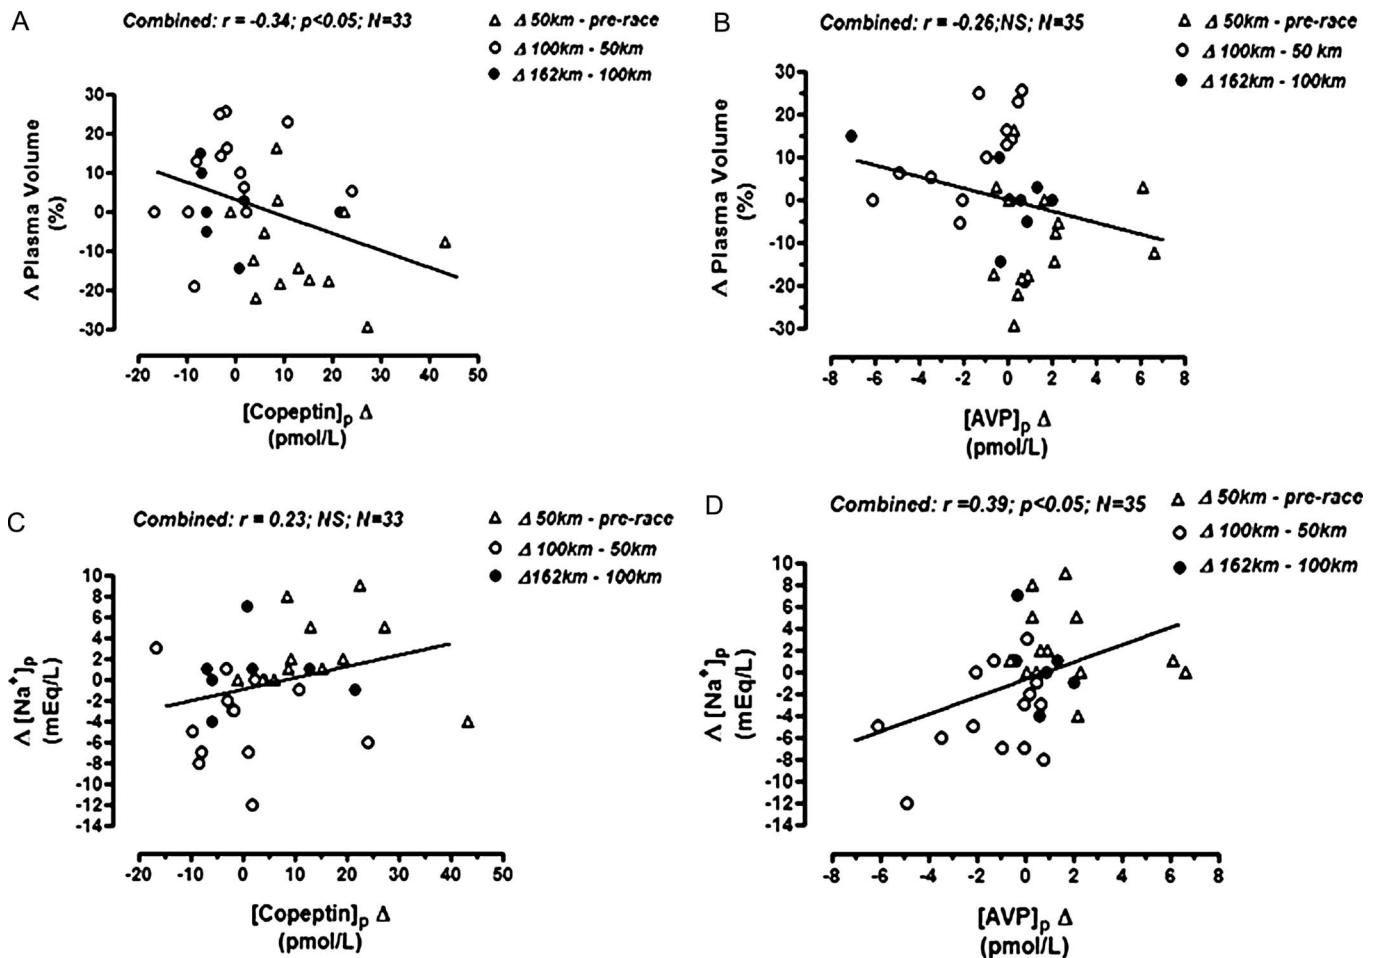 A
Combined: r = -0.34; p<0.05; N=33
Δ 50km - pre-race
Δ 100km - 50km
Δ 162km - 100km
30
20
10
0
-10
-20
-30
Λ Plasma Volume
(%)
-20 -10 0 10 20 30 40 50
[Copeptin]p Δ
(pmol/L)
B
Combined: r = -0.26;NS; N=35
Δ 50km - pre-race
Δ 100km - 50 km
Δ 162km - 100km
30
20
10
0
-10
-20
-30
Λ Plasma Volume
(%)
-8 -6 -4 -2 0 2 4 6 8
[AVP]p Δ
(pmol/L)
C
Combined: r = 0.23; NS; N=33
Δ 50km - pre-race
Δ 100km - 50km
Δ162km - 100km
10
8
6
4
2
0
-2
-4
-6
-8
-10
-12
-14
Λ [Na+]p
(mEq/L)
-20 -10 0 10 20 30 40 50
[Copeptin]p Δ
(pmol/L)
D
Combined: r =0.39; p<0.05; N=35
Δ 50km - pre-race
Δ 100km - 50km
Δ 162km - 100km
10
8
6
4
2
0
-2
-4
-6
-8
-10
-12
-14
Λ [Na+]p
(mEq/L)
-8 -6 -4 -2 0 2 4 6 8
[AVP]p Δ
(pmol/L)